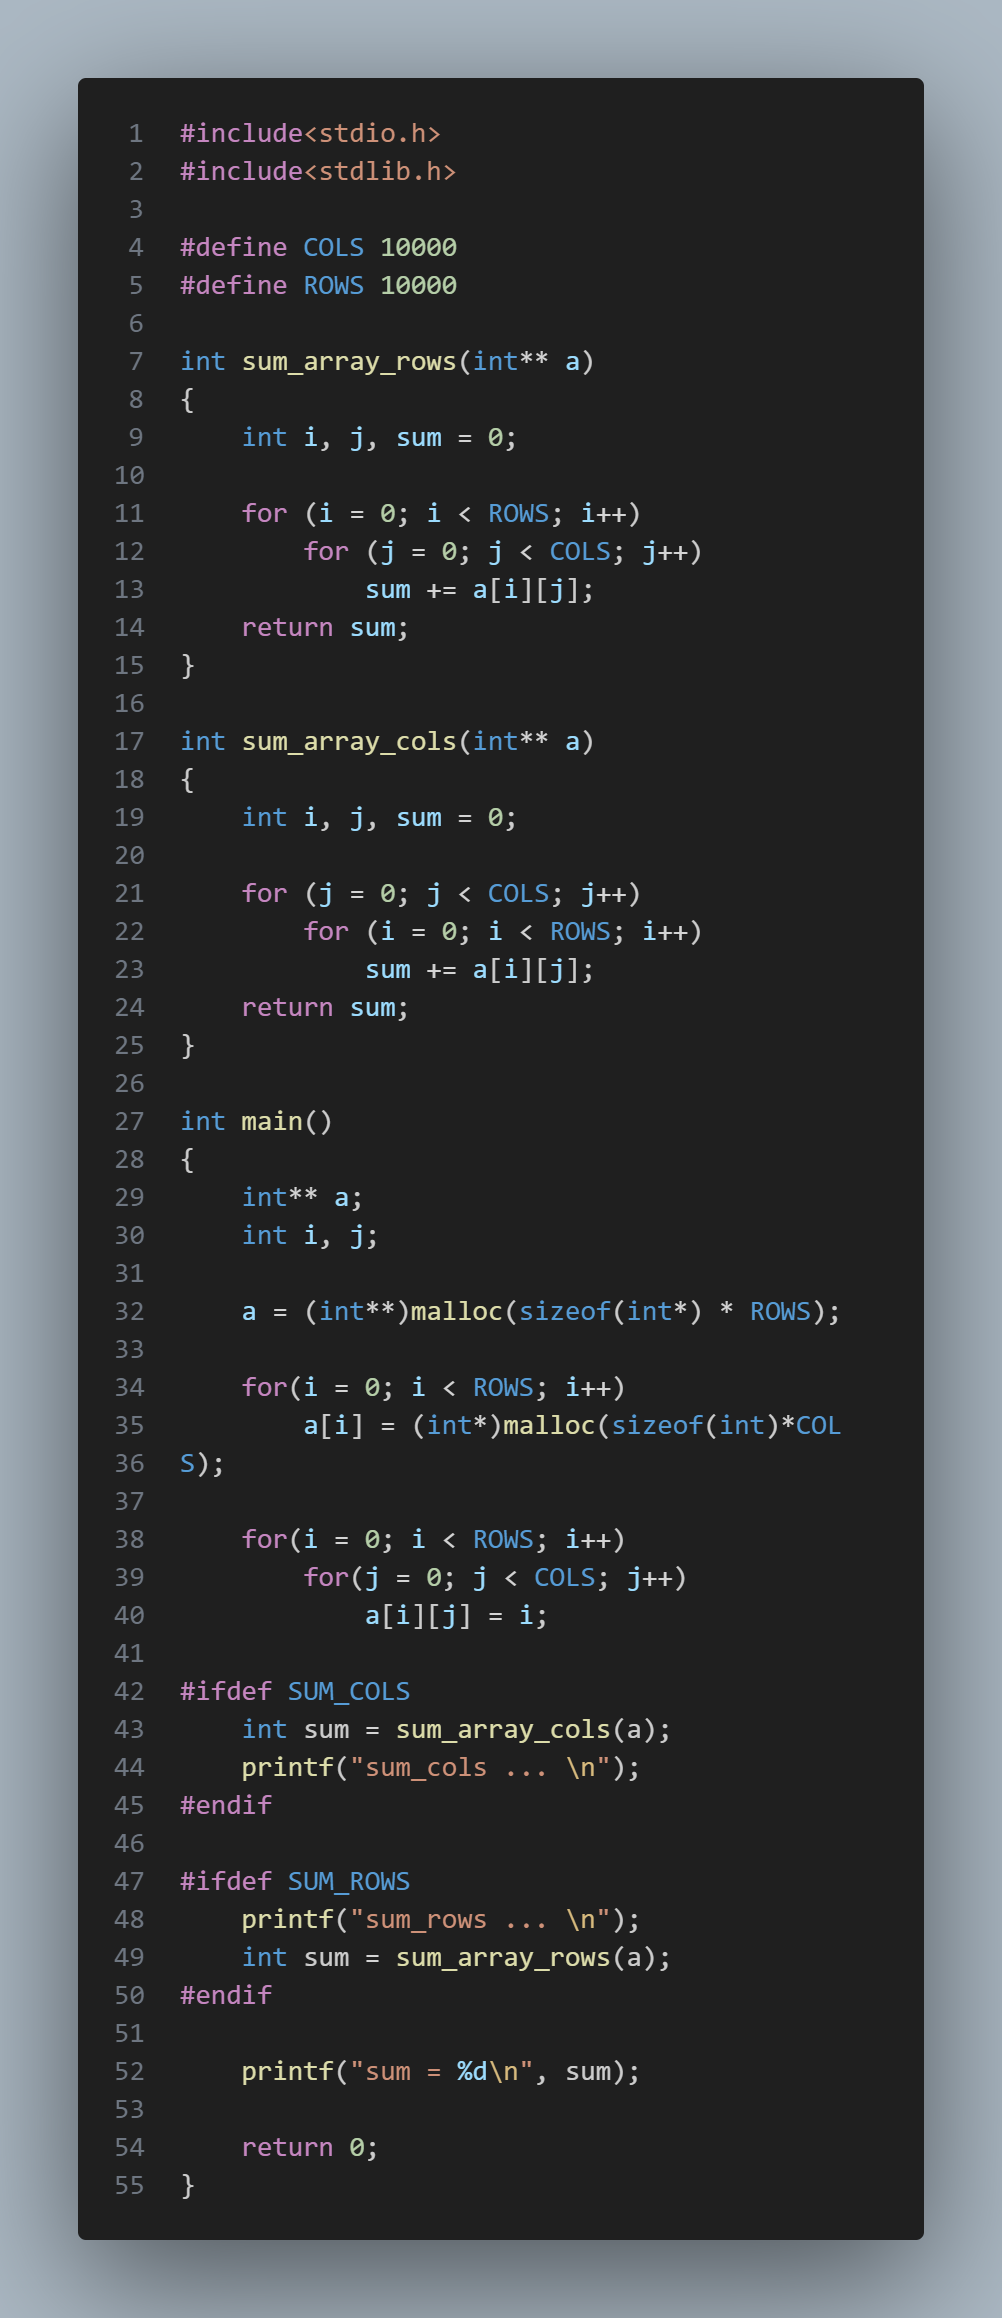 1 #include<stdio.h>
2 #include<stdlib.h>
3
4 #define COLS 10000
5 #define ROWS 10000
6
7 int sum_array_rows(int** a)
8 {
9     int i, j, sum = 0;
10
11     for (i = 0; i < ROWS; i++)
12         for (j = 0; j < COLS; j++)
13             sum += a[i][j];
14     return sum;
15 }
16
17 int sum_array_cols(int** a)
18 {
19     int i, j, sum = 0;
20
21     for (j = 0; j < COLS; j++)
22         for (i = 0; i < ROWS; i++)
23             sum += a[i][j];
24     return sum;
25 }
26
27 int main()
28 {
29     int** a;
30     int i, j;
31
32     a = (int**)malloc(sizeof(int*) * ROWS);
33
34     for(i = 0; i < ROWS; i++)
35         a[i] = (int*)malloc(sizeof(int)*COL
36 S);
37
38     for(i = 0; i < ROWS; i++)
39         for(j = 0; j < COLS; j++)
40             a[i][j] = i;
41
42 #ifdef SUM_COLS
43     int sum = sum_array_cols(a);
44     printf("sum_cols ... \n");
45 #endif
46
47 #ifdef SUM_ROWS
48     printf("sum_rows ... \n");
49     int sum = sum_array_rows(a);
50 #endif
51
52     printf("sum = %d\n", sum);
53
54     return 0;
55 }